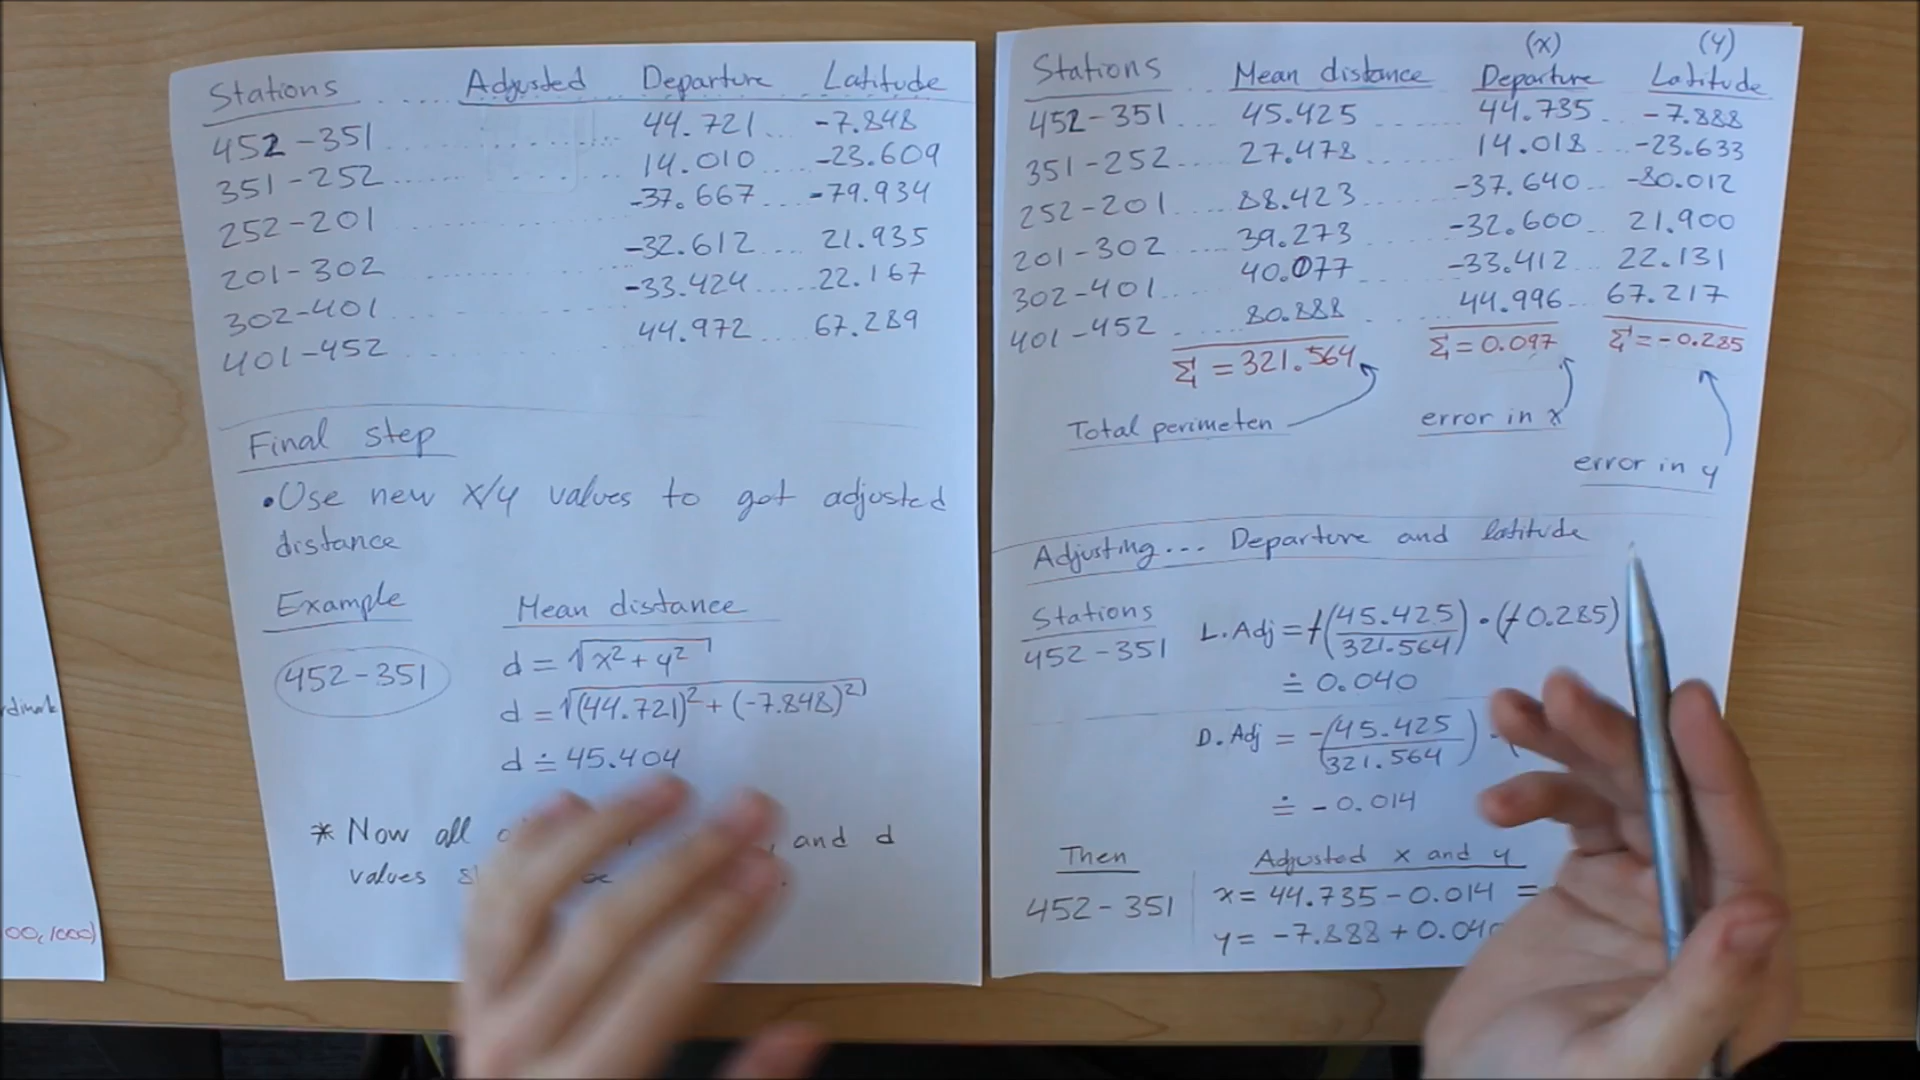 Stations Adjusted Departure Latitude
452-351 44.721 -7.848
351-252 14.010 -23.609
252-201 -37.667 -79.934
201-302 -32.612 21.935
302-401 -33.424 22.167
401-452 44.972 67.289
Final step
•Use new x/y values to get adjusted
distance
Example Mean distance
452-351
d = √x²+y²
d = √(44.721)²+(-7.848)²
d ≐ 45.404
* Now all and d
values
(x) (y)
Stations Mean distance Departure Latitude
452-351 45.425 44.735 -7.888
351-252 27.478 14.018 -23.633
252-201 88.423 -37.640 -80.012
201-302 39.273 -32.600 21.900
302-401 40.077 -33.412 22.131
401-452 80.888 44.996 67.217
Σ = 321.564 Σ = 0.097 Σ = -0.285
Total perimeter
error in x
error in y
Adjusting... Departure and latitude
Stations
452-351
L.Adj = +(45.425/321.564) • (+0.285)
≐ 0.040
D.Adj = -(45.425/321.564) • (
≐ -0.014
Then Adjusted x and y
452-351
x = 44.735-0.014 =
y = -7.888+0.040
00,1000)